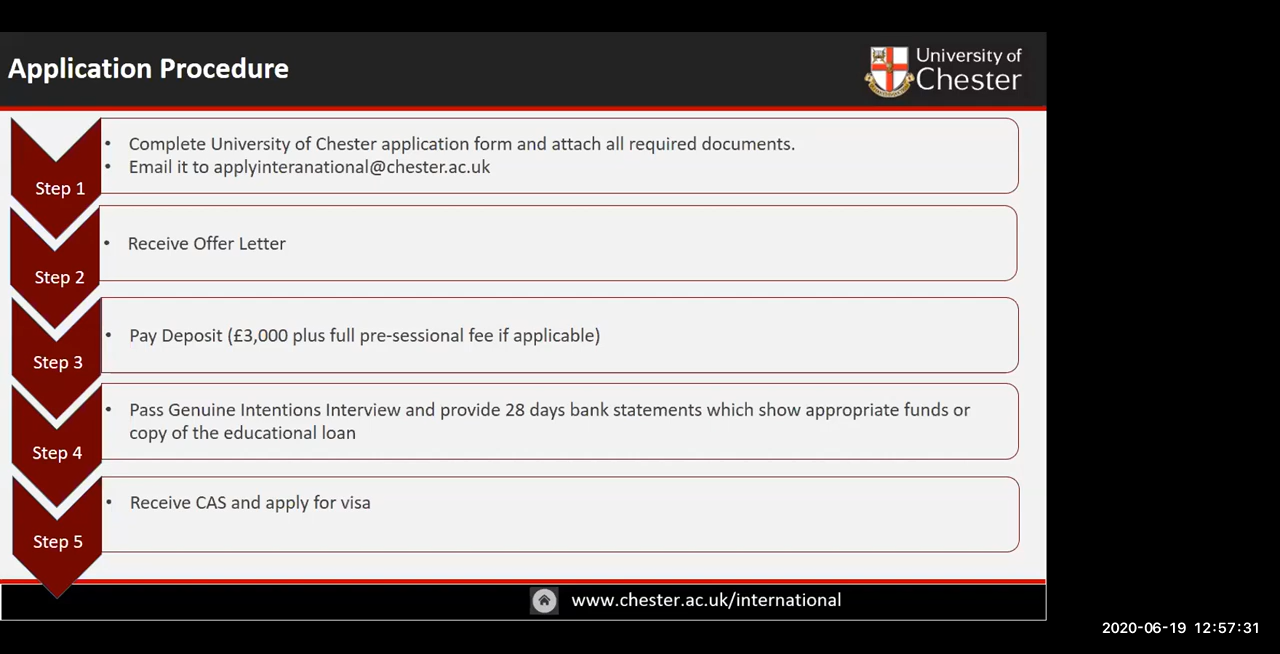 Application Procedure
University of
Chester
Step 1
• Complete University of Chester application form and attach all required documents.
• Email it to applyinteranational@chester.ac.uk
Step 2
• Receive Offer Letter
Step 3
• Pay Deposit (£3,000 plus full pre-sessional fee if applicable)
Step 4
• Pass Genuine Intentions Interview and provide 28 days bank statements which show appropriate funds or
copy of the educational loan
Step 5
• Receive CAS and apply for visa
www.chester.ac.uk/international
2020-06-19 12:57:31